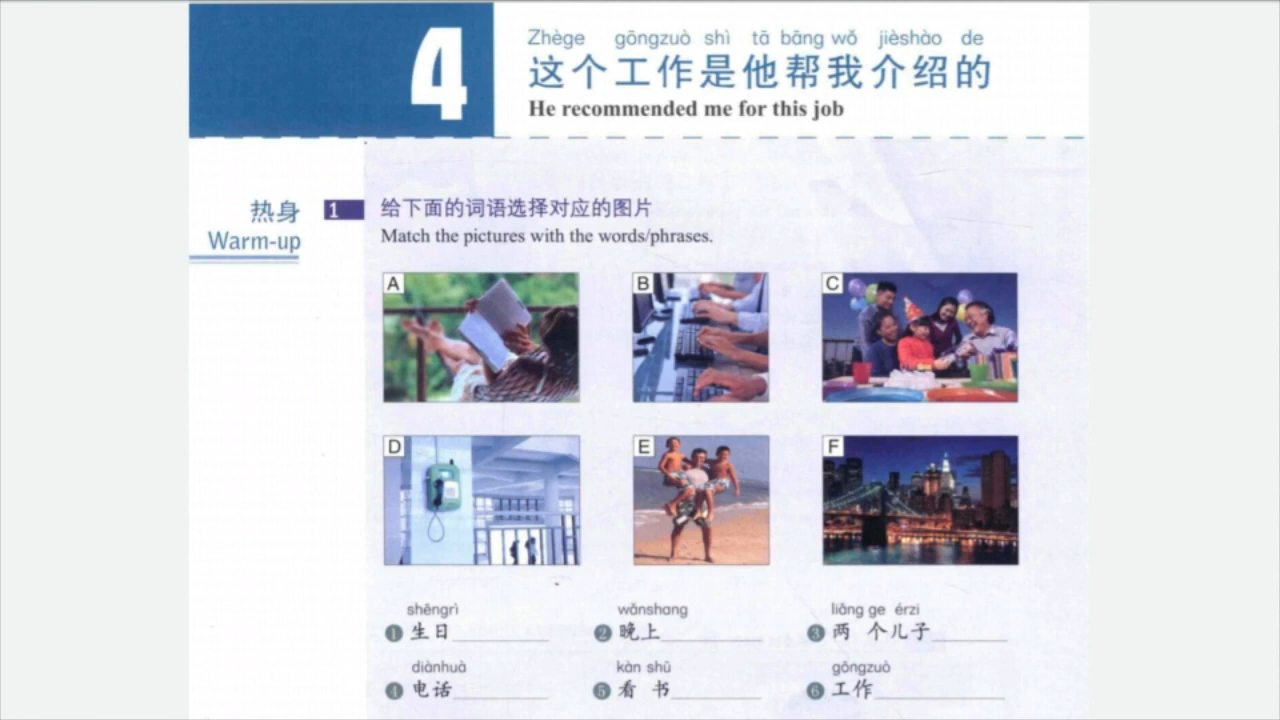 4
Zhège gōngzuò shì tā bāng wǒ jièshào de
这个工作是他帮我介绍的
He recommended me for this job
热身
Warm-up
1
给下面的词语选择对应的图片
Match the pictures with the words/phrases.
A
B
C
D
E
F
shēngrì
❶ 生日
wǎnshang
❷ 晚上
liǎng ge érzi
❸ 两 个儿子
diànhuà
❹ 电话
kàn shū
❺ 看 书
gōngzuò
❻ 工作